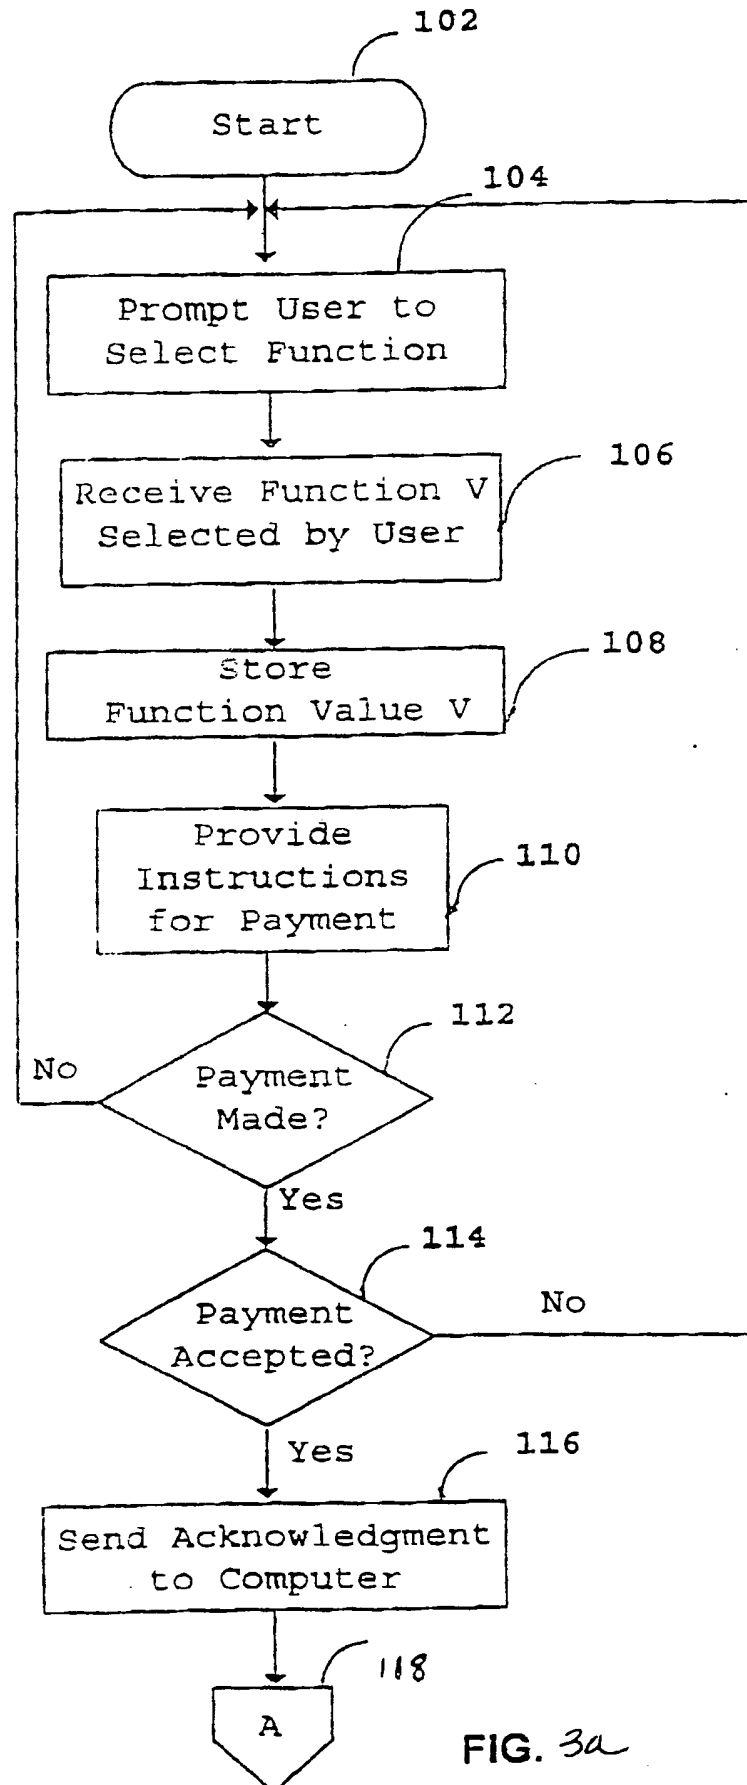 102
Start
104
Prompt User to
Select Function
106
Receive Function V
Selected by User
108
Store
Function Value V
Provide
Instructions
for Payment
110
112
No
Payment
Made?
Yes
114
Payment
Accepted?
No
Yes
116
Send Acknowledgment
to Computer
118
A
FIG. 3a